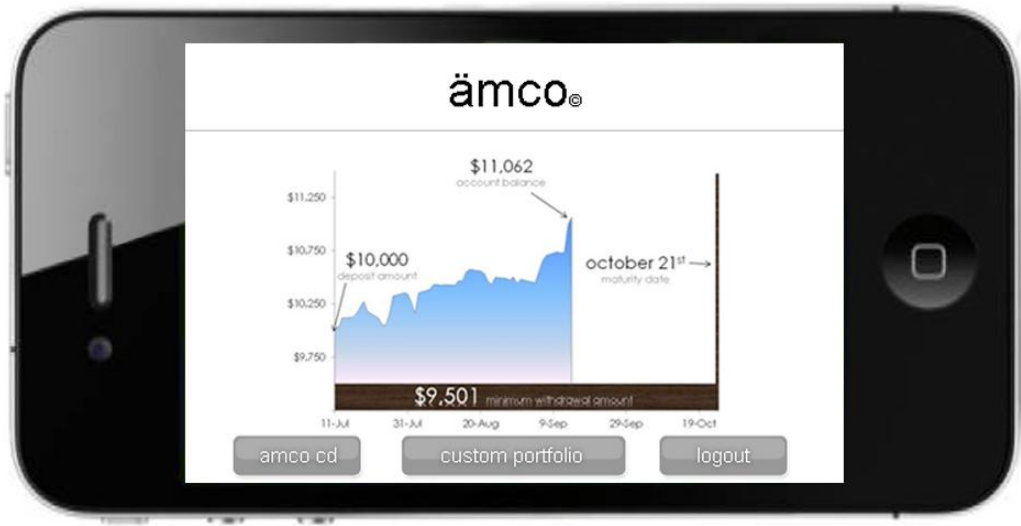 ämco©
$11,062
account balance
$11,250
$10,750
$10,000
deposit amount
october 21st
maturity date
$10,250
$9,750
$9,501 minimum withdrawal amount
11-Jul 31-Jul 20-Aug 9-Sep 29-Sep 19-Oct
amco cd custom portfolio logout